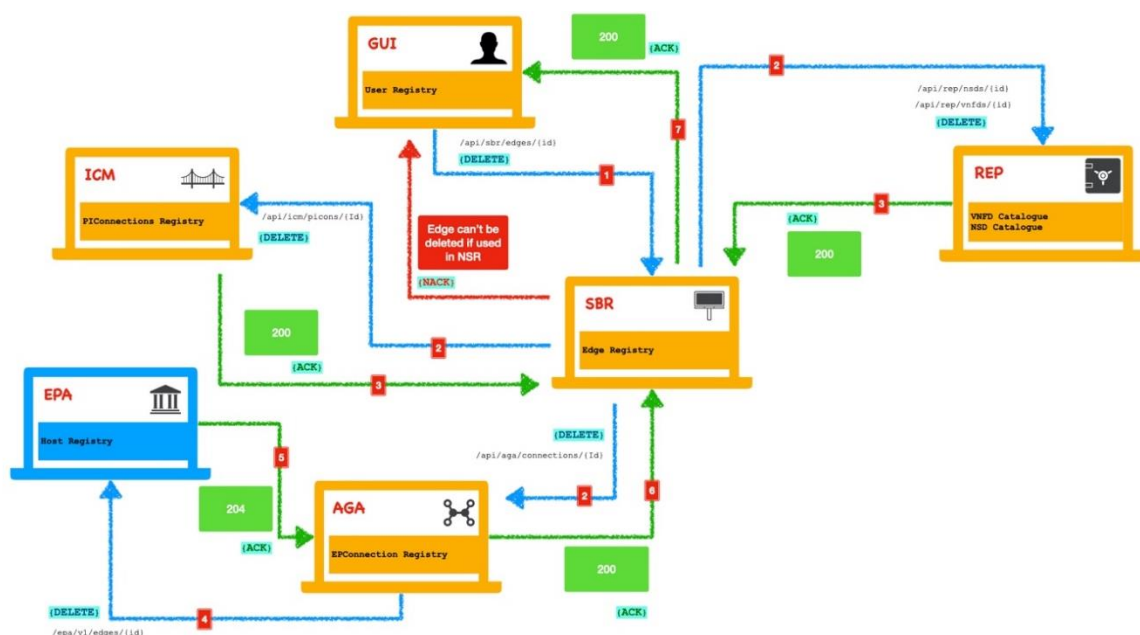 GUI
User Registry
200
(ACK)
2
/api/rep/nsds/{id}
/api/rep/vnfds/{id}
(DELETE)
7
/api/sbr/edges/{id}
(DELETE)
1
ICM
PIConnections Registry
/api/icm/picons/{Id}
(DELETE)
Edge can't be
deleted if used
in NSR
(NACK)
REP
VNFD Catalogue
NSD Catalogue
3
(ACK)
200
SBR
Edge Registry
200
(ACK)
2
3
EPA
Host Registry
(DELETE)
/api/aga/connections/{Id}
2
5
204
(ACK)
6
AGA
EPConnection Registry
200
(ACK)
4
(DELETE)
/epa/v1/edges/{id}